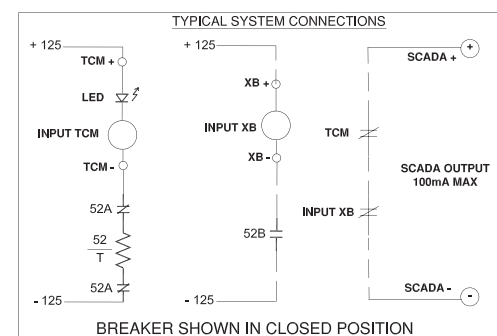 TYPICAL SYSTEM CONNECTIONS
+ 125
TCM +
LED
INPUT TCM
TCM -
52A
52
T
52A
- 125
+ 125
XB +
INPUT XB
XB -
52B
- 125
+
SCADA +
TCM
SCADA OUTPUT
100mA MAX
INPUT XB
SCADA -
-
BREAKER SHOWN IN CLOSED POSITION